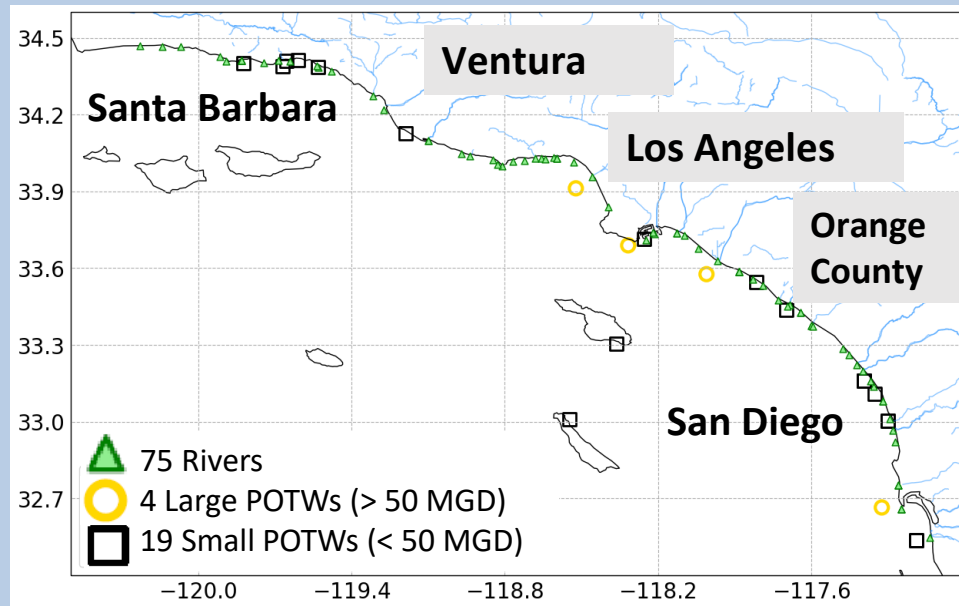 34.5
34.2
33.9
33.6
33.3
33.0
32.7
Ventura
Santa Barbara
Los Angeles
Orange
County
San Diego
75 Rivers
4 Large POTWs (> 50 MGD)
19 Small POTWs (< 50 MGD)
−120.0
−119.4
−118.8
−118.2
−117.6